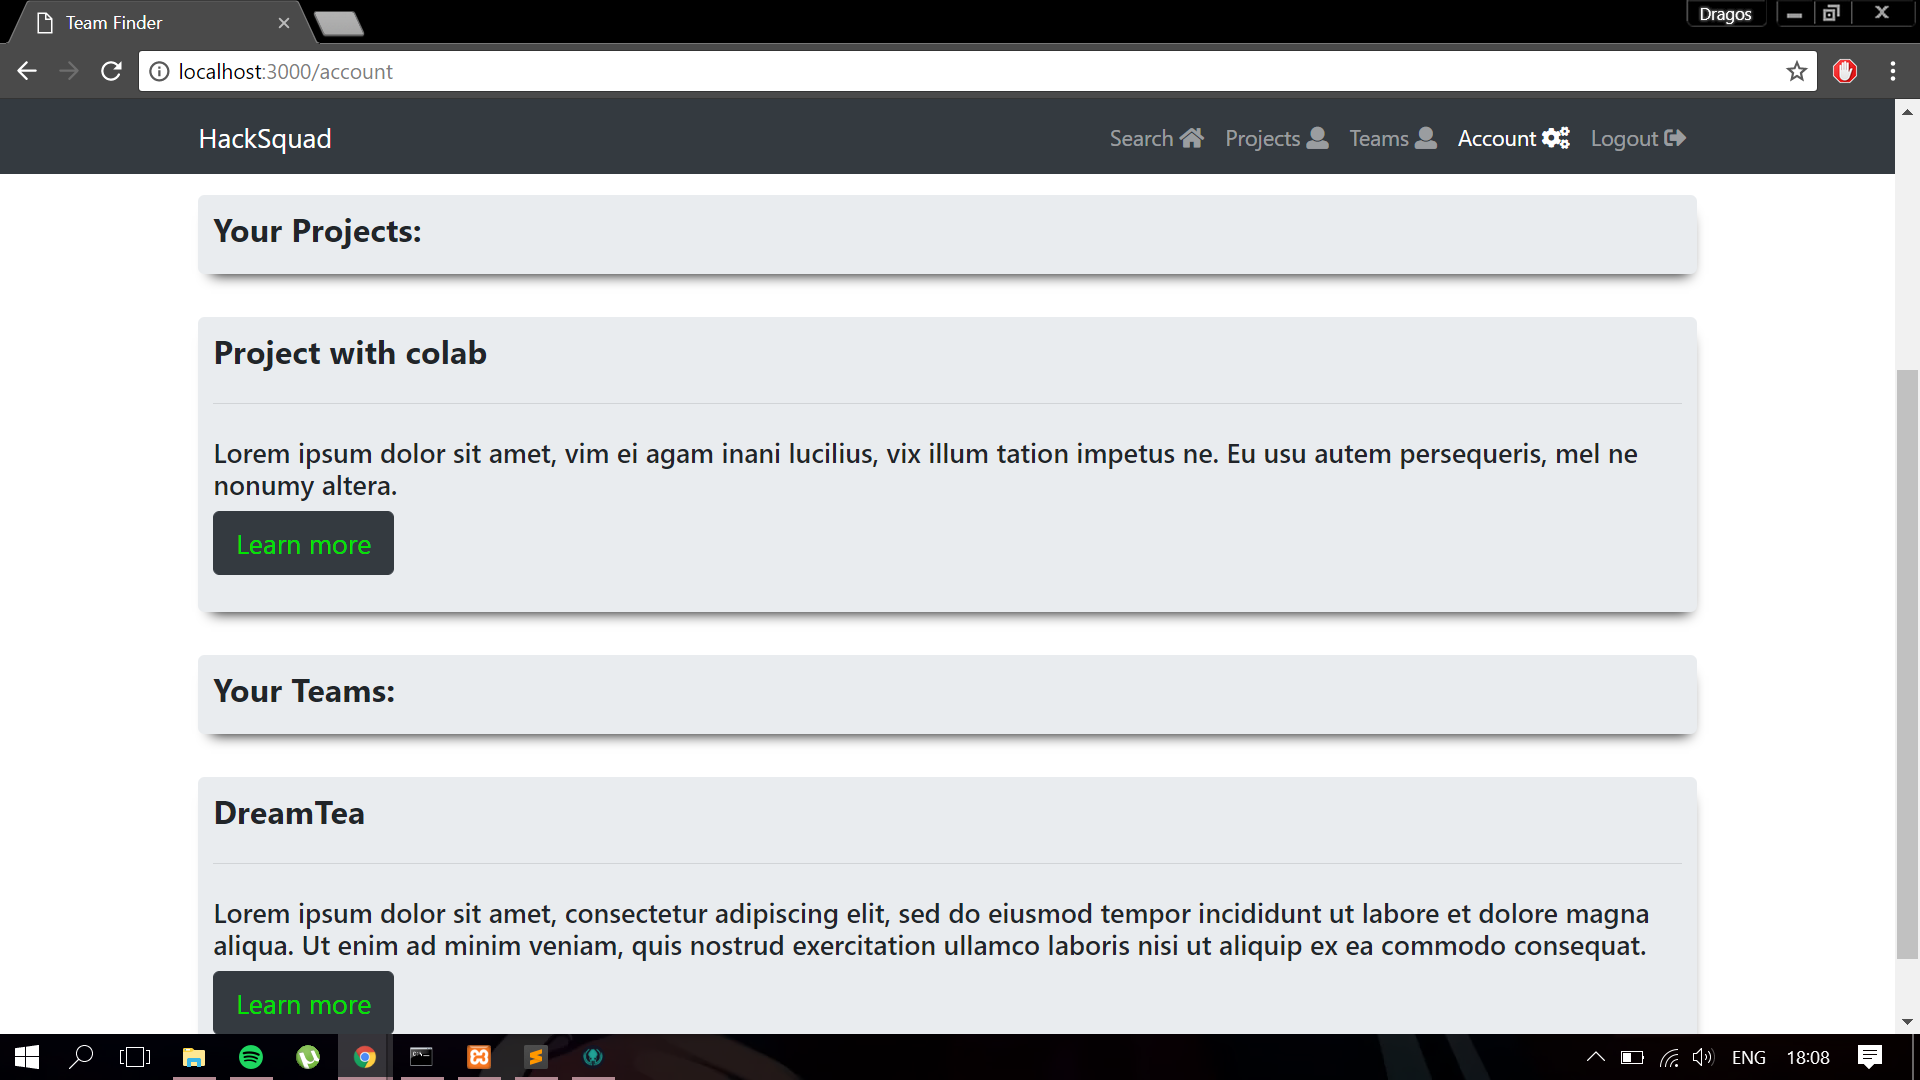 Team Finder
Dragos
localhost:3000/account
HackSquad
Search Projects Teams Account Logout
Your Projects:
Project with colab
Lorem ipsum dolor sit amet, vim ei agam inani lucilius, vix illum tation impetus ne. Eu usu autem persequeris, mel ne
nonumy altera.
Learn more
Your Teams:
DreamTea
Lorem ipsum dolor sit amet, consectetur adipiscing elit, sed do eiusmod tempor incididunt ut labore et dolore magna
aliqua. Ut enim ad minim veniam, quis nostrud exercitation ullamco laboris nisi ut aliquip ex ea commodo consequat.
Learn more
ENG 18:08